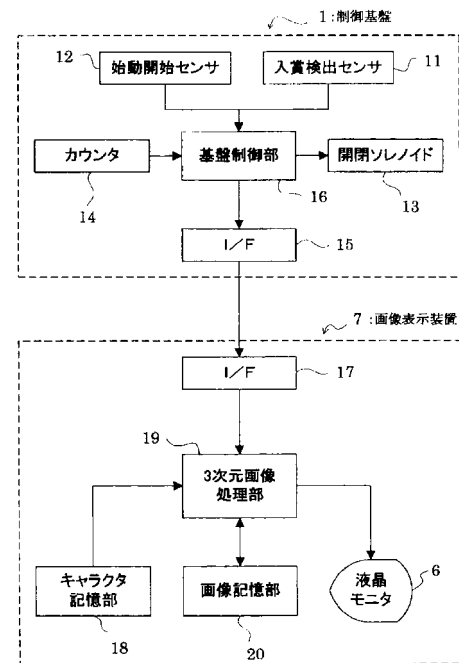 1:制御基盤
12
始動開始センサ
入賞検出センサ
11
カウンタ
14
基盤制御部
16
開閉ソレノイド
13
I/F
15
7:画像表示装置
I/F
17
19
3次元画像
処理部
キャラクタ
記憶部
18
画像記憶部
20
液晶
モニタ
6